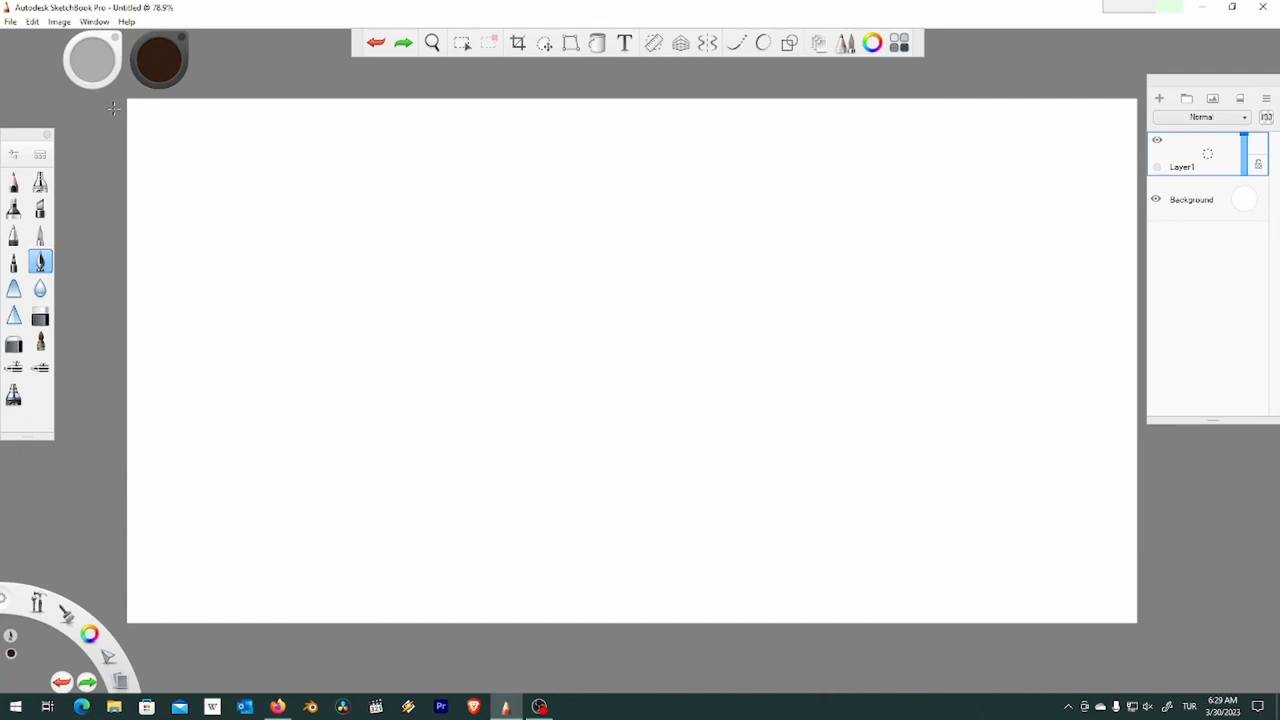 Autodesk SketchBook Pro - Untitled @ 78.9%
File Edit Image Window Help
T
Normal
Layer1
Background
W
Pr
TUR
6:29 AM
3/30/2023